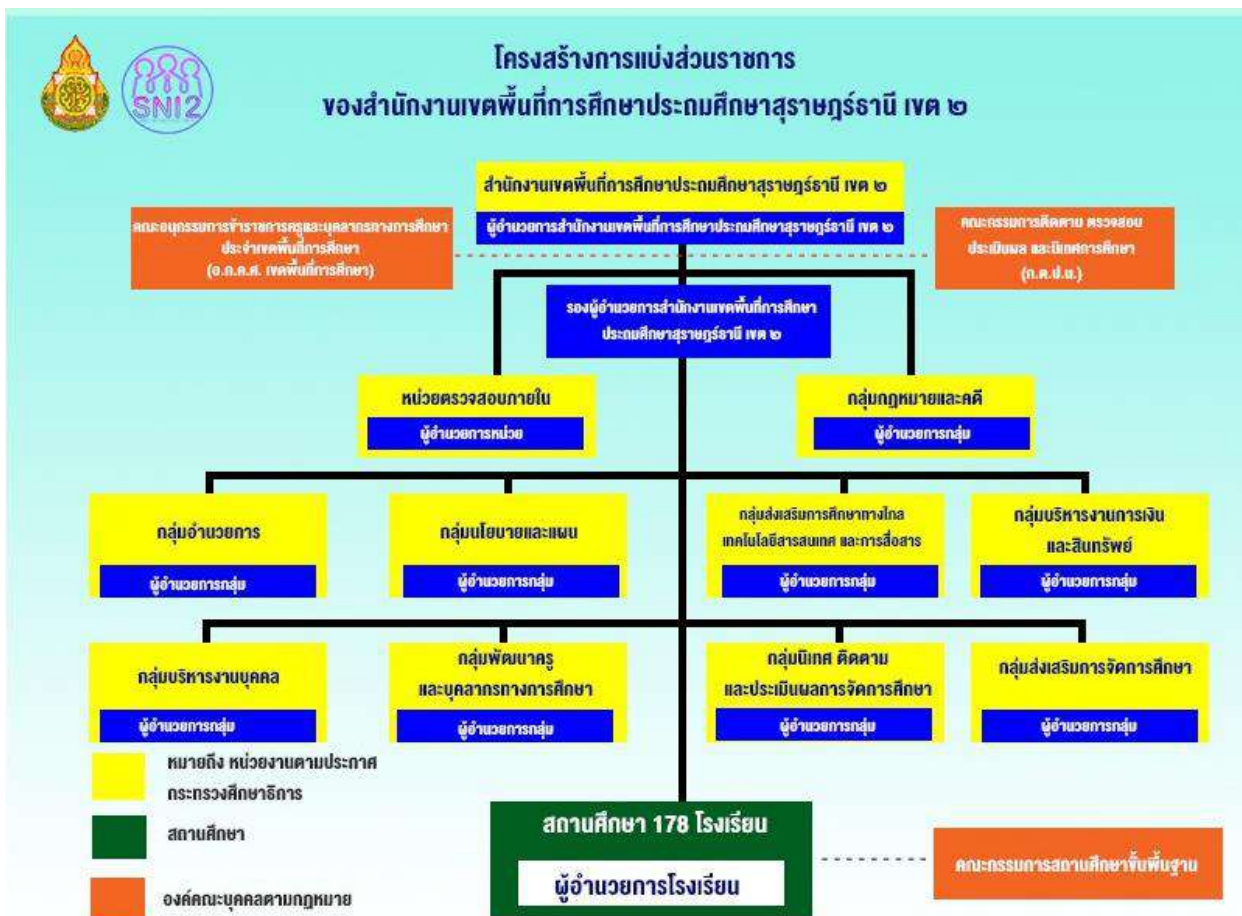 โครงสร้างการแบ่งส่วนราชการ
ของสำนักงานเขตพื้นที่การศึกษาประถมศึกษาสุราษฎร์ธานี เขต ๒
SNI2
สำนักงานเขตพื้นที่การศึกษาประถมศึกษาสุราษฎร์ธานี เขต ๒
ผู้อำนวยการสำนักงานเขตพื้นที่การศึกษาประถมศึกษาสุราษฎร์ธานี เขต ๒
คณะอนุกรรมการข้าราชการครูและบุคลากรทางการศึกษา
ประจำเขตพื้นที่การศึกษา
(อ.ก.ค.ศ. เขตพื้นที่การศึกษา)
คณะกรรมการติดตาม ตรวจสอบ
ประเมินผล และนิเทศการศึกษา
(ก.ต.ป.น.)
รองผู้อำนวยการสำนักงานเขตพื้นที่การศึกษา
ประถมศึกษาสุราษฎร์ธานี เขต ๒
หน่วยตรวจสอบภายใน
ผู้อำนวยการหน่วย
กลุ่มกฎหมายและคดี
ผู้อำนวยการกลุ่ม
กลุ่มอำนวยการ
ผู้อำนวยการกลุ่ม
กลุ่มนโยบายและแผน
ผู้อำนวยการกลุ่ม
กลุ่มส่งเสริมการศึกษาทางไกล
เทคโนโลยีสารสนเทศ และการสื่อสาร
ผู้อำนวยการกลุ่ม
กลุ่มบริหารงานการเงิน
และสินทรัพย์
ผู้อำนวยการกลุ่ม
กลุ่มบริหารงานบุคคล
ผู้อำนวยการกลุ่ม
กลุ่มพัฒนาครู
และบุคลากรทางการศึกษา
ผู้อำนวยการกลุ่ม
กลุ่มนิเทศ ติดตาม
และประเมินผลการจัดการศึกษา
ผู้อำนวยการกลุ่ม
กลุ่มส่งเสริมการจัดการศึกษา
ผู้อำนวยการกลุ่ม
หมายถึง หน่วยงานตามประกาศ
กระทรวงศึกษาธิการ
สถานศึกษา
องค์คณะบุคคลตามกฎหมาย
สถานศึกษา 178 โรงเรียน
ผู้อำนวยการโรงเรียน
คณะกรรมการสถานศึกษาขั้นพื้นฐาน